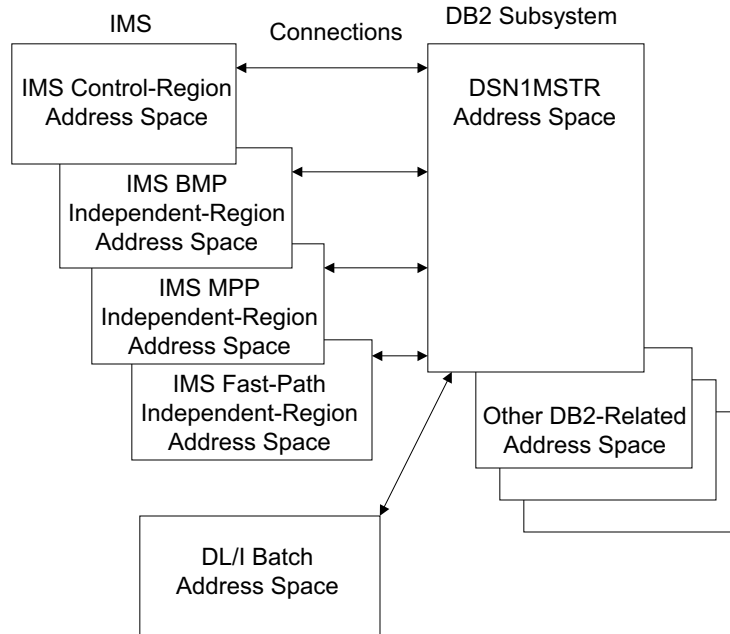 IMS
Connections
DB2 Subsystem
IMS Control-Region
Address Space
DSN1MSTR
Address Space
IMS BMP
Independent-Region
Address Space
IMS MPP
Independent-Region
Address Space
IMS Fast-Path
Independent-Region
Address Space
Other DB2-Related
Address Space
DL/I Batch
Address Space